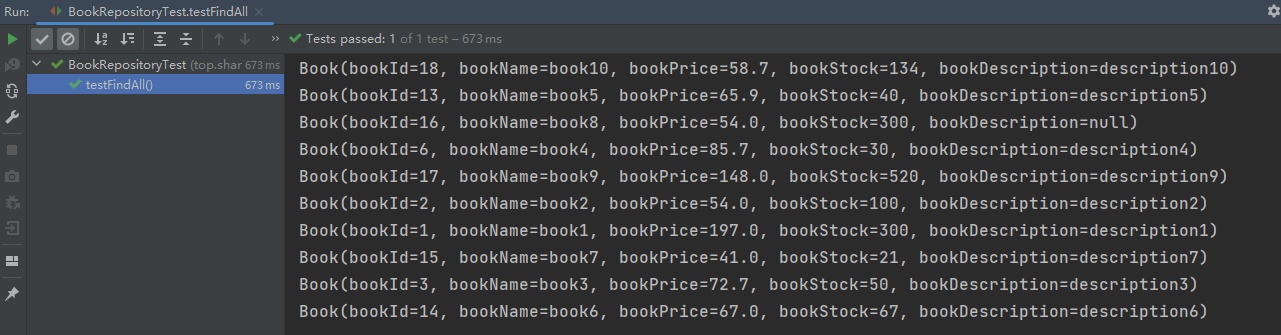 Run: BookRepositoryTest.testFindAll
Tests passed: 1 of 1 test – 673 ms
BookRepositoryTest (top.shar 673 ms
testFindAll() 673 ms
Book(bookId=18, bookName=book10, bookPrice=58.7, bookStock=134, bookDescription=description10)
Book(bookId=13, bookName=book5, bookPrice=65.9, bookStock=40, bookDescription=description5)
Book(bookId=16, bookName=book8, bookPrice=54.0, bookStock=300, bookDescription=null)
Book(bookId=6, bookName=book4, bookPrice=85.7, bookStock=30, bookDescription=description4)
Book(bookId=17, bookName=book9, bookPrice=148.0, bookStock=520, bookDescription=description9)
Book(bookId=2, bookName=book2, bookPrice=54.0, bookStock=100, bookDescription=description2)
Book(bookId=1, bookName=book1, bookPrice=197.0, bookStock=300, bookDescription=description1)
Book(bookId=15, bookName=book7, bookPrice=41.0, bookStock=21, bookDescription=description7)
Book(bookId=3, bookName=book3, bookPrice=72.7, bookStock=50, bookDescription=description3)
Book(bookId=14, bookName=book6, bookPrice=67.0, bookStock=67, bookDescription=description6)